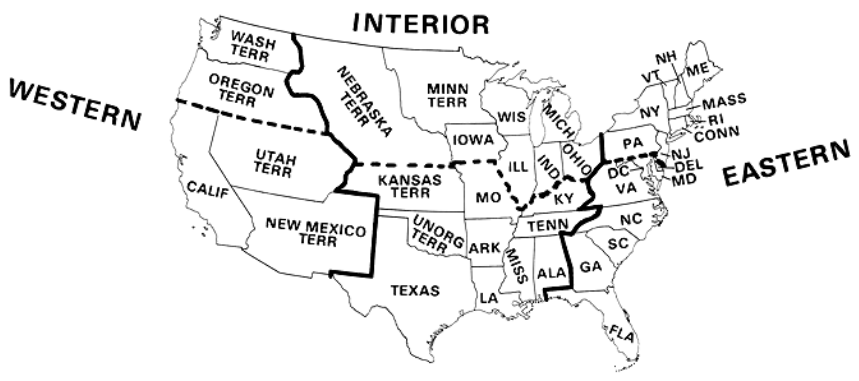 INTERIOR
WESTERN
EASTERN
WASH
TERR
OREGON
TERR
NEBRASKA
TERR
MINN
TERR
WIS
MICH
IOWA
ILL
IND
OHIO
PA
NY
VT
NH
ME
MASS
RI
CONN
NJ
DEL
MD
DC
VA
UTAH
TERR
CALIF
KANSAS
TERR
MO
KY
NEW MEXICO
TERR
UNORG
TERR
ARK
TENN
NC
SC
MISS
ALA
GA
TEXAS
LA
FLA